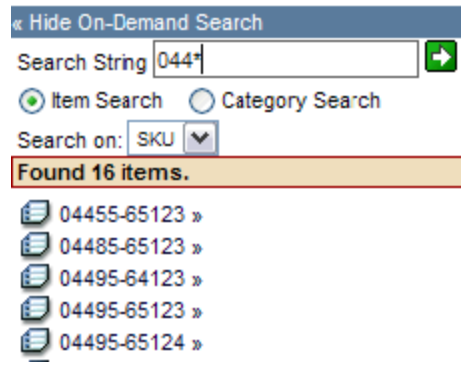 « Hide On-Demand Search
Search String 044*
Item Search Category Search
Search on: SKU
Found 16 items.
04455-65123 »
04485-65123 »
04495-64123 »
04495-65123 »
04495-65124 »